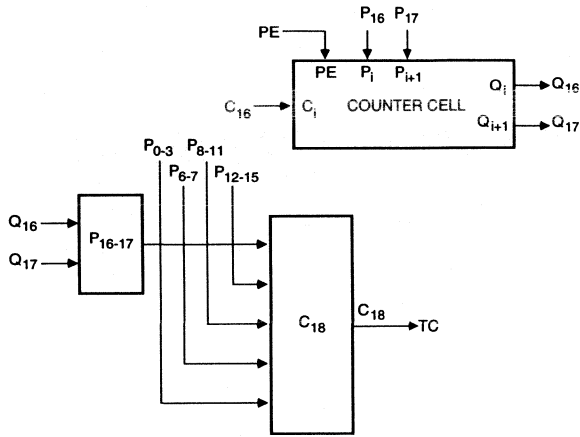 P16 P17
PE
PE Pi Pi+1
Qi Q16
C16 Ci COUNTER CELL
Qi+1 Q17
P0-3 P8-11
P6-7 P12-15
Q16
P16-17
Q17
C18
C18 TC